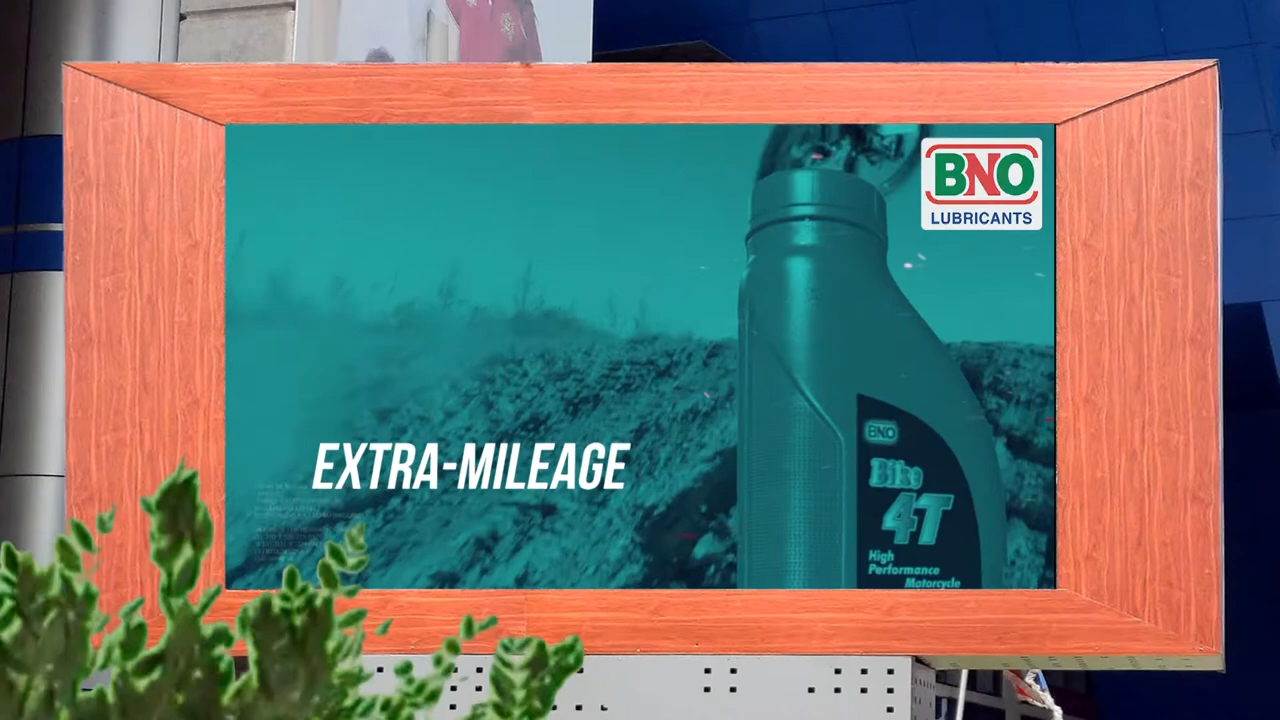 BNO
LUBRICANTS
EXTRA-MILEAGE
BNO
Bike
4T
High
Performance
Motorcycle